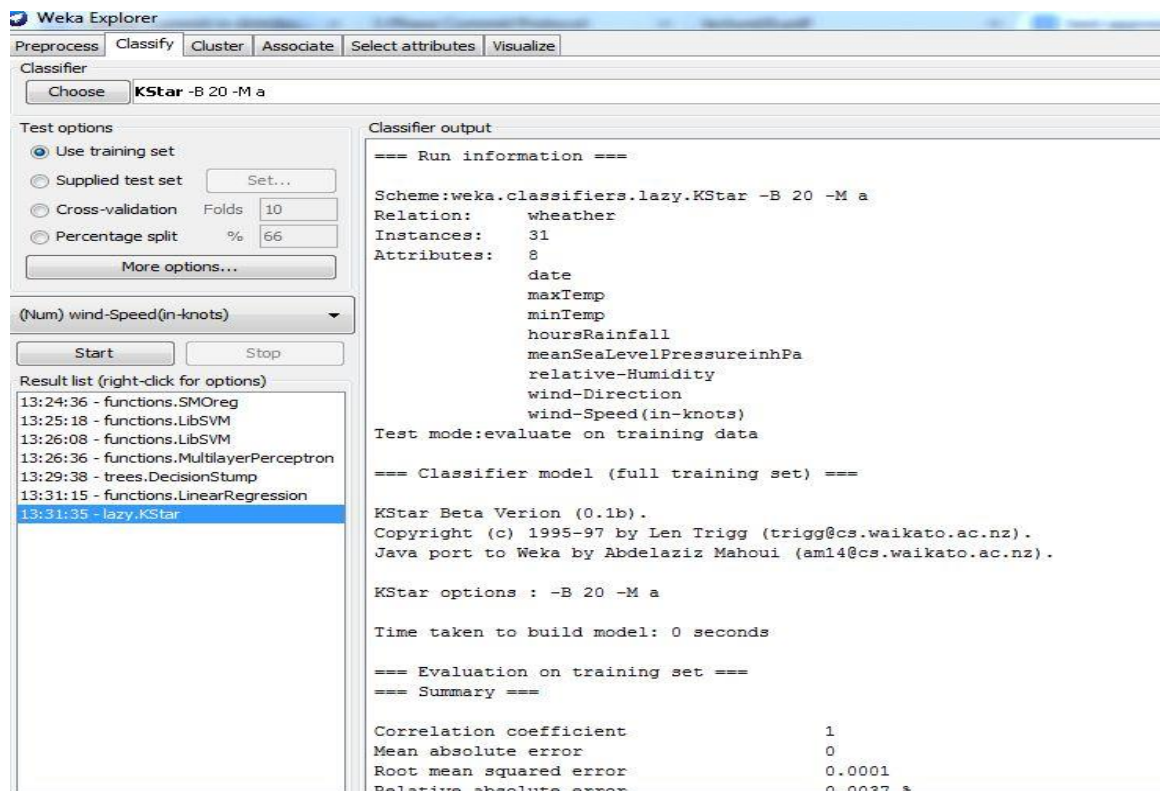 Weka Explorer
Preprocess Classify Cluster Associate Select attributes Visualize
Classifier
Choose KStar -B 20 -M a
Test options
Use training set
Supplied test set Set...
Cross-validation Folds 10
Percentage split % 66
More options...
(Num) wind-Speed(in-knots)
Start Stop
Result list (right-click for options)
13:24:36 - functions.SMOreg
13:25:18 - functions.LibSVM
13:26:08 - functions.LibSVM
13:26:36 - functions.MultilayerPerceptron
13:29:38 - trees.DecisionStump
13:31:15 - functions.LinearRegression
13:31:35 - lazy.KStar
Classifier output
=== Run information ===
Scheme:weka.classifiers.lazy.KStar -B 20 -M a
Relation: wheather
Instances: 31
Attributes: 8
date
maxTemp
minTemp
hoursRainfall
meanSeaLevelPressureinhPa
relative-Humidity
wind-Direction
wind-Speed(in-knots)
Test mode:evaluate on training data
=== Classifier model (full training set) ===
KStar Beta Verion (0.1b).
Copyright (c) 1995-97 by Len Trigg (trigg@cs.waikato.ac.nz).
Java port to Weka by Abdelaziz Mahoui (am14@cs.waikato.ac.nz).
KStar options : -B 20 -M a
Time taken to build model: 0 seconds
=== Evaluation on training set ===
=== Summary ===
Correlation coefficient 1
Mean absolute error 0
Root mean squared error 0.0001
Relative absolute error 0.0037 %